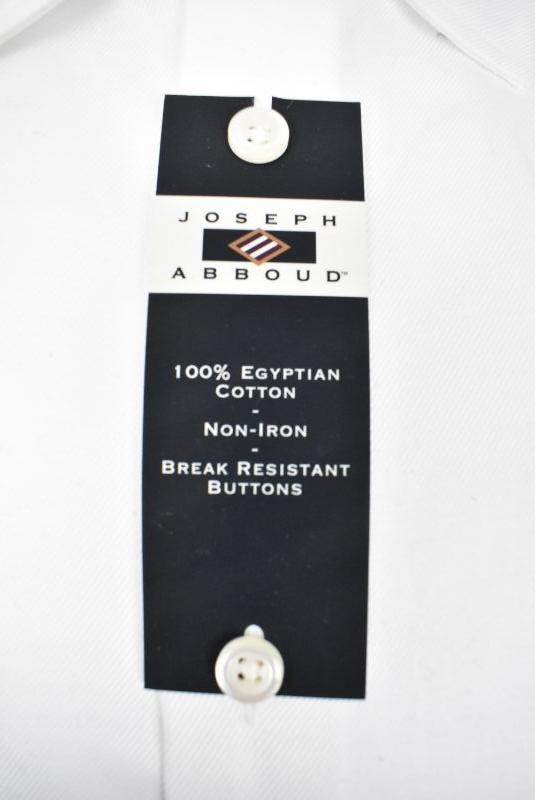 JOSEPH
ABBOUD™
100% EGYPTIAN
COTTON
-
NON-IRON
-
BREAK RESISTANT
BUTTONS